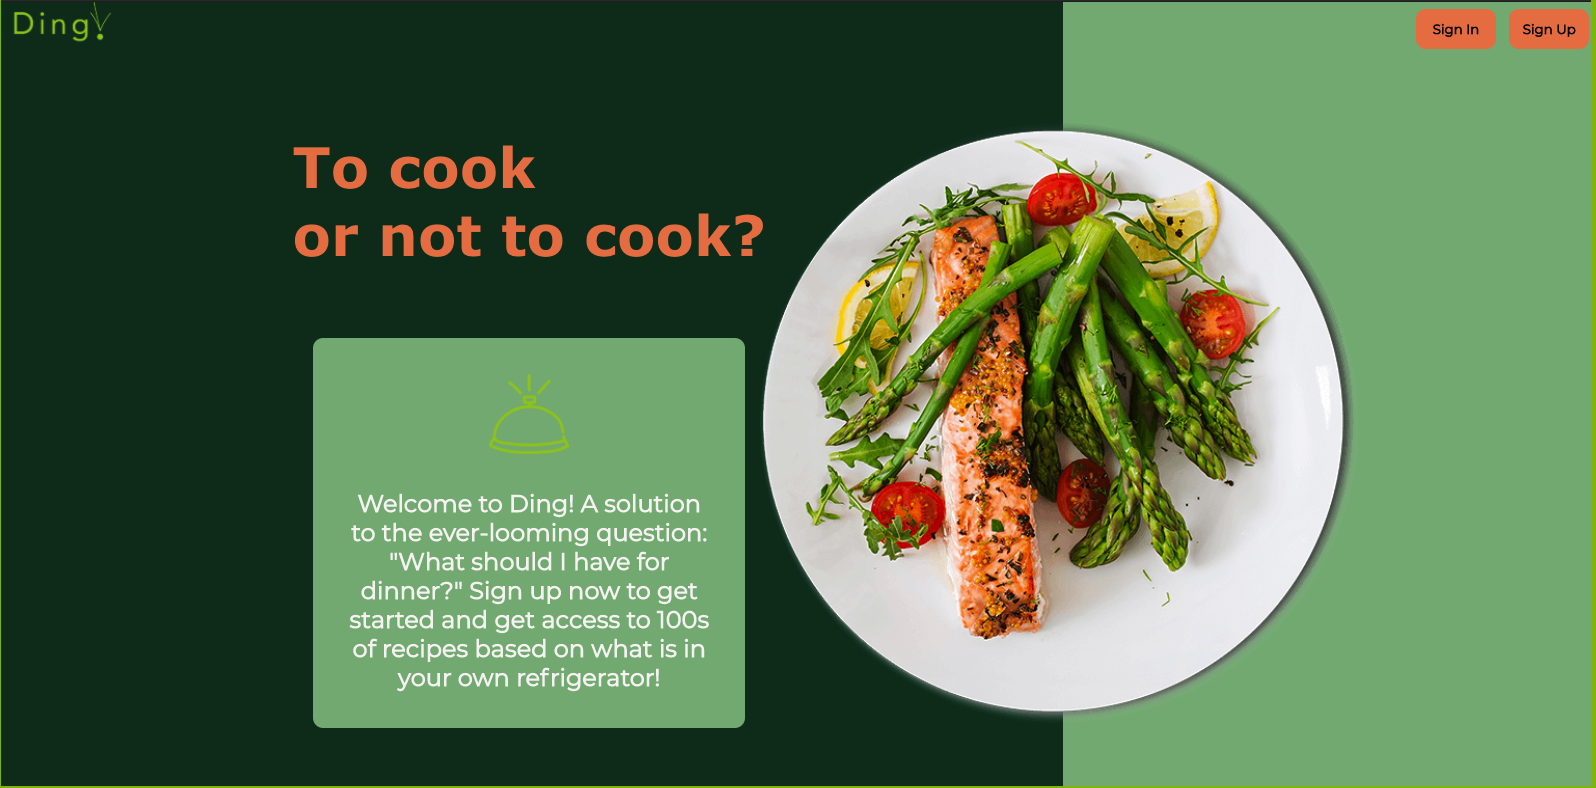 Ding!
Sign In
Sign Up
To cook
or not to cook?
Welcome to Ding! A solution
to the ever-looming question:
"What should I have for
dinner?" Sign up now to get
started and get access to 100s
of recipes based on what is in
your own refrigerator!